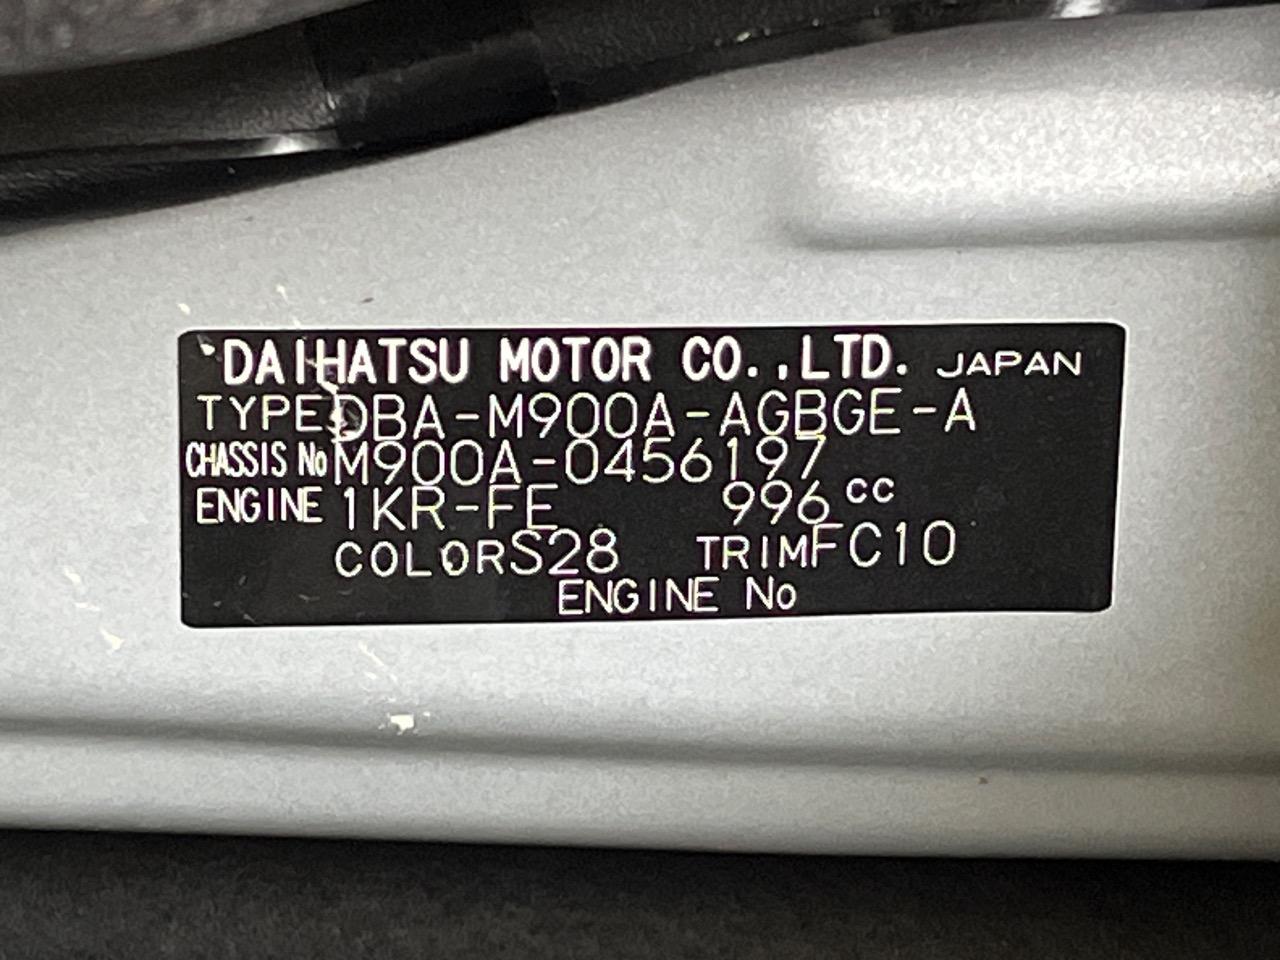 DAIHATSU MOTOR CO.,LTD. JAPAN
TYPE DBA-M900A-AGBGE-A
CHASSIS No M900A-0456197
ENGINE 1KR-FE 996 cc
COLOR S28 TRIM FC10
ENGINE No